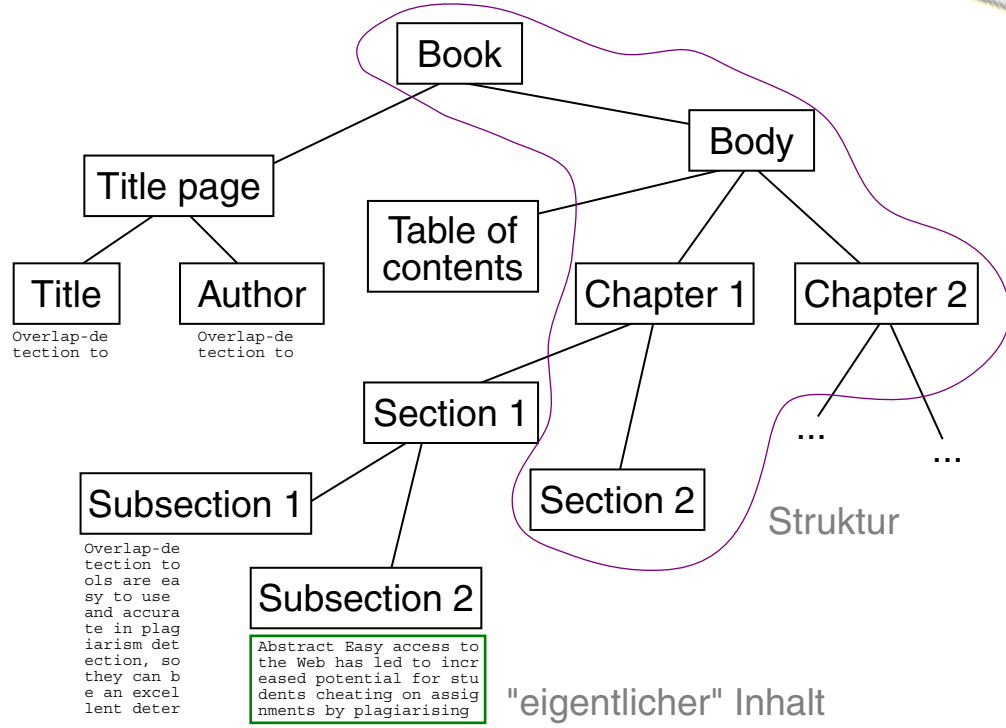 Book
Body
Title page
Table of
contents
Title
Author
Chapter 1
Chapter 2
Overlap-de
tection to
Overlap-de
tection to
Section 1
...
...
Subsection 1
Section 2
Struktur
Overlap-de
tection to
ols are ea
sy to use
and accura
te in plag
iarism det
ection, so
they can b
e an excel
lent deter
Subsection 2
Abstract Easy access to
the Web has led to incr
eased potential for stu
dents cheating on assig
nments by plagiarising
"eigentlicher" Inhalt